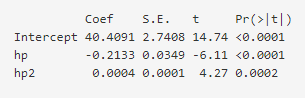 Coef S.E. t Pr(>|t|)
Intercept 40.4091 2.7408 14.74 <0.0001
hp -0.2133 0.0349 -6.11 <0.0001
hp2 0.0004 0.0001 4.27 0.0002